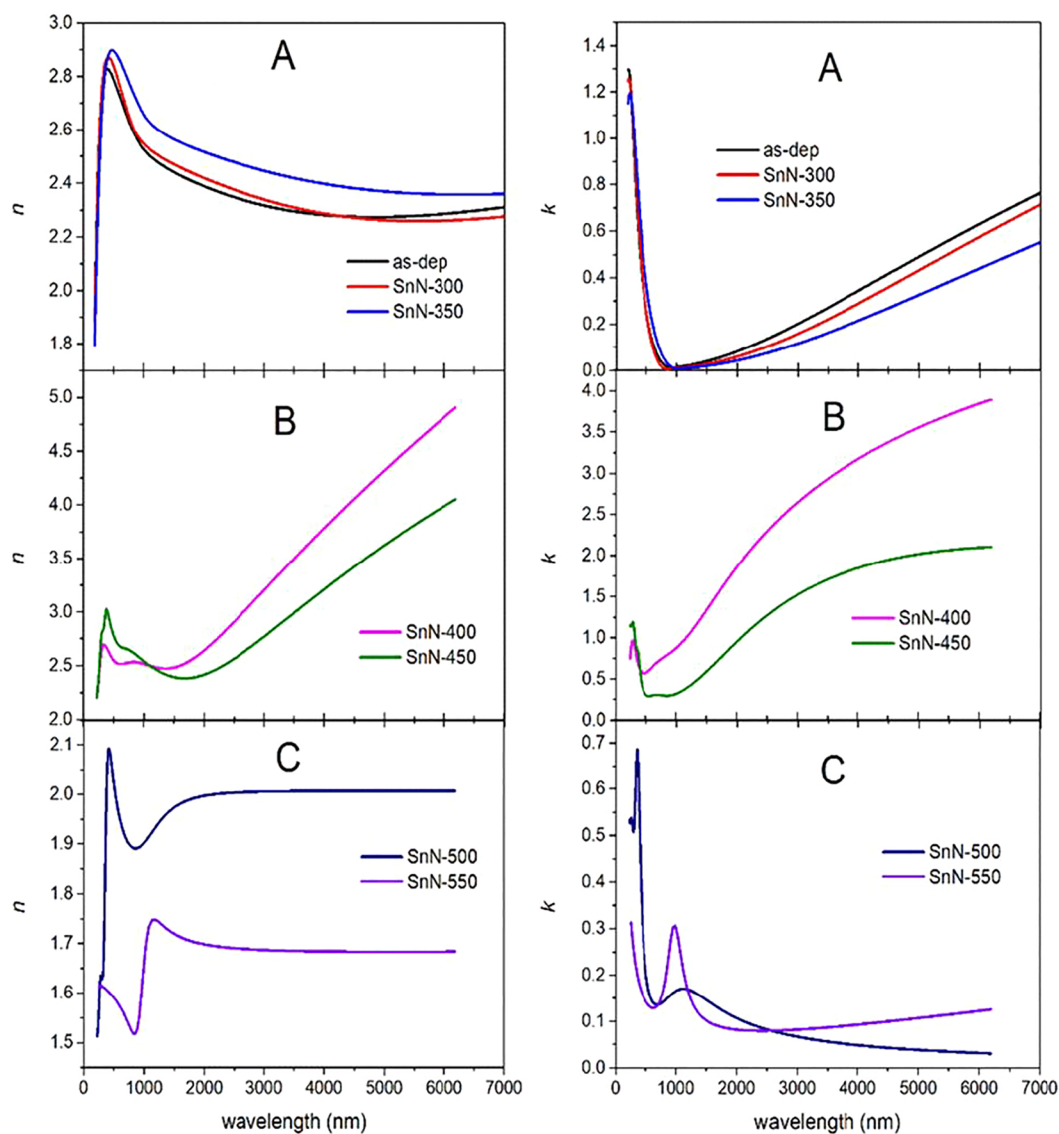 3.0
2.8
2.6
2.4
2.2
2.0
1.8
n
A
as-dep
SnN-300
SnN-350
1.4
1.2
1.0
0.8
0.6
0.4
0.2
0.0
k
A
as-dep
SnN-300
SnN-350
5.0
4.5
4.0
3.5
3.0
2.5
2.0
n
B
SnN-400
SnN-450
4.0
3.5
3.0
2.5
2.0
1.5
1.0
0.5
0.0
k
B
SnN-400
SnN-450
2.1
2.0
1.9
1.8
1.7
1.6
1.5
n
C
SnN-500
SnN-550
0 1000 2000 3000 4000 5000 6000 7000
wavelength (nm)
0.7
0.6
0.5
0.4
0.3
0.2
0.1
0.0
k
C
SnN-500
SnN-550
0 1000 2000 3000 4000 5000 6000 7000
wavelength (nm)